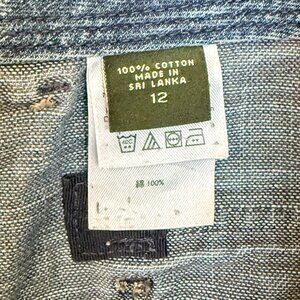 100% COTTON
MADE IN
SRI LANKA
12
綿 100%